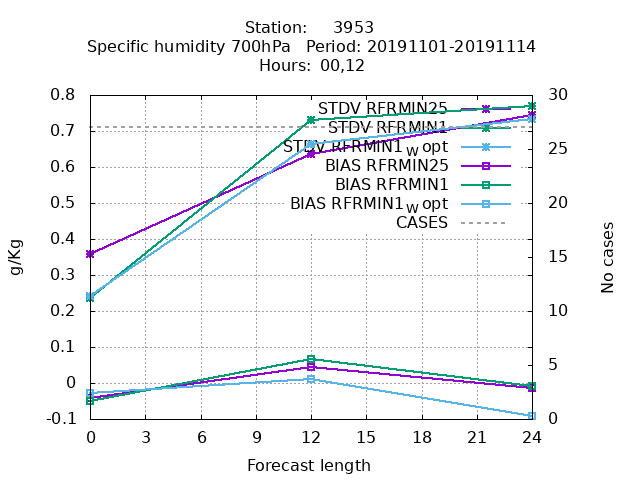 Station: 3953
Specific humidity 700hPa Period: 20191101-20191114
Hours: 00,12
0.8
0.7
0.6
0.5
0.4
0.3
0.2
0.1
0
-0.1
g/Kg
STDV RFRMIN25
STDV RFRMIN1
STDV RFRMIN1_w opt
BIAS RFRMIN25
BIAS RFRMIN1
BIAS RFRMIN1_w opt
CASES
30
25
20
15
10
5
0
No cases
0 3 6 9 12 15 18 21 24
Forecast length